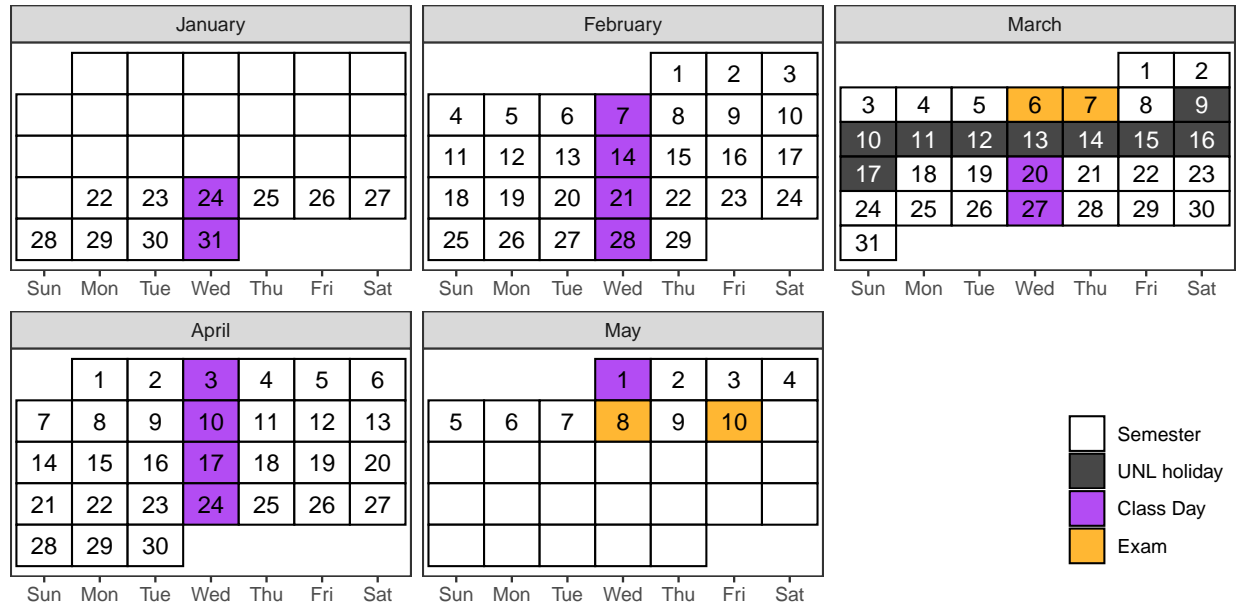 January
22 23 24 25 26 27
28 29 30 31
Sun Mon Tue Wed Thu Fri Sat
February
1 2 3
4 5 6 7 8 9 10
11 12 13 14 15 16 17
18 19 20 21 22 23 24
25 26 27 28 29
Sun Mon Tue Wed Thu Fri Sat
March
1 2
3 4 5 6 7 8 9
10 11 12 13 14 15 16
17 18 19 20 21 22 23
24 25 26 27 28 29 30
31
Sun Mon Tue Wed Thu Fri Sat
April
1 2 3 4 5 6
7 8 9 10 11 12 13
14 15 16 17 18 19 20
21 22 23 24 25 26 27
28 29 30
Sun Mon Tue Wed Thu Fri Sat
May
1 2 3 4
5 6 7 8 9 10
Sun Mon Tue Wed Thu Fri Sat
Semester
UNL holiday
Class Day
Exam